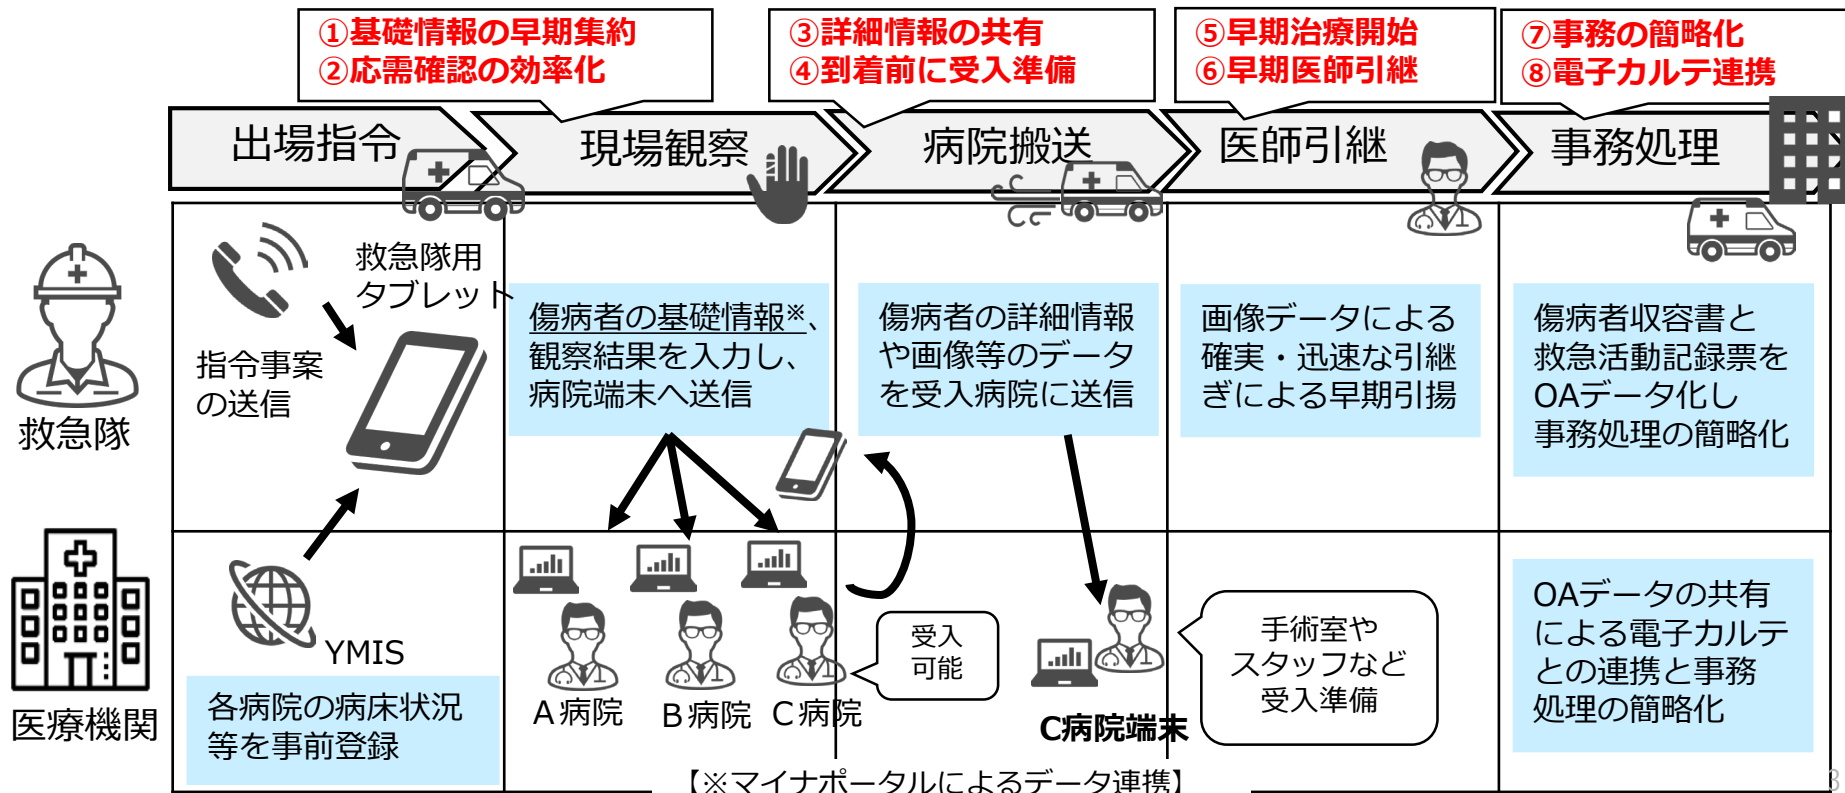 ①基礎情報の早期集約
②応需確認の効率化
③詳細情報の共有
④到着前に受入準備
⑤早期治療開始
⑥早期医師引継
⑦事務の簡略化
⑧電子カルテ連携
出場指令
現場観察
病院搬送
医師引継
事務処理
救急隊
救急隊用
タブレット
指令事案
の送信
傷病者の基礎情報※、
観察結果を入力し、
病院端末へ送信
傷病者の詳細情報
や画像等のデータ
を受入病院に送信
画像データによる
確実・迅速な引継
ぎによる早期引揚
傷病者収容書と
救急活動記録票を
OAデータ化し
事務処理の簡略化
医療機関
YMIS
各病院の病床状況
等を事前登録
A病院
B病院
C病院
受入
可能
C病院端末
手術室や
スタッフなど
受入準備
OAデータの共有
による電子カルテ
との連携と事務
処理の簡略化
【※マイナポータルによるデータ連携】
3